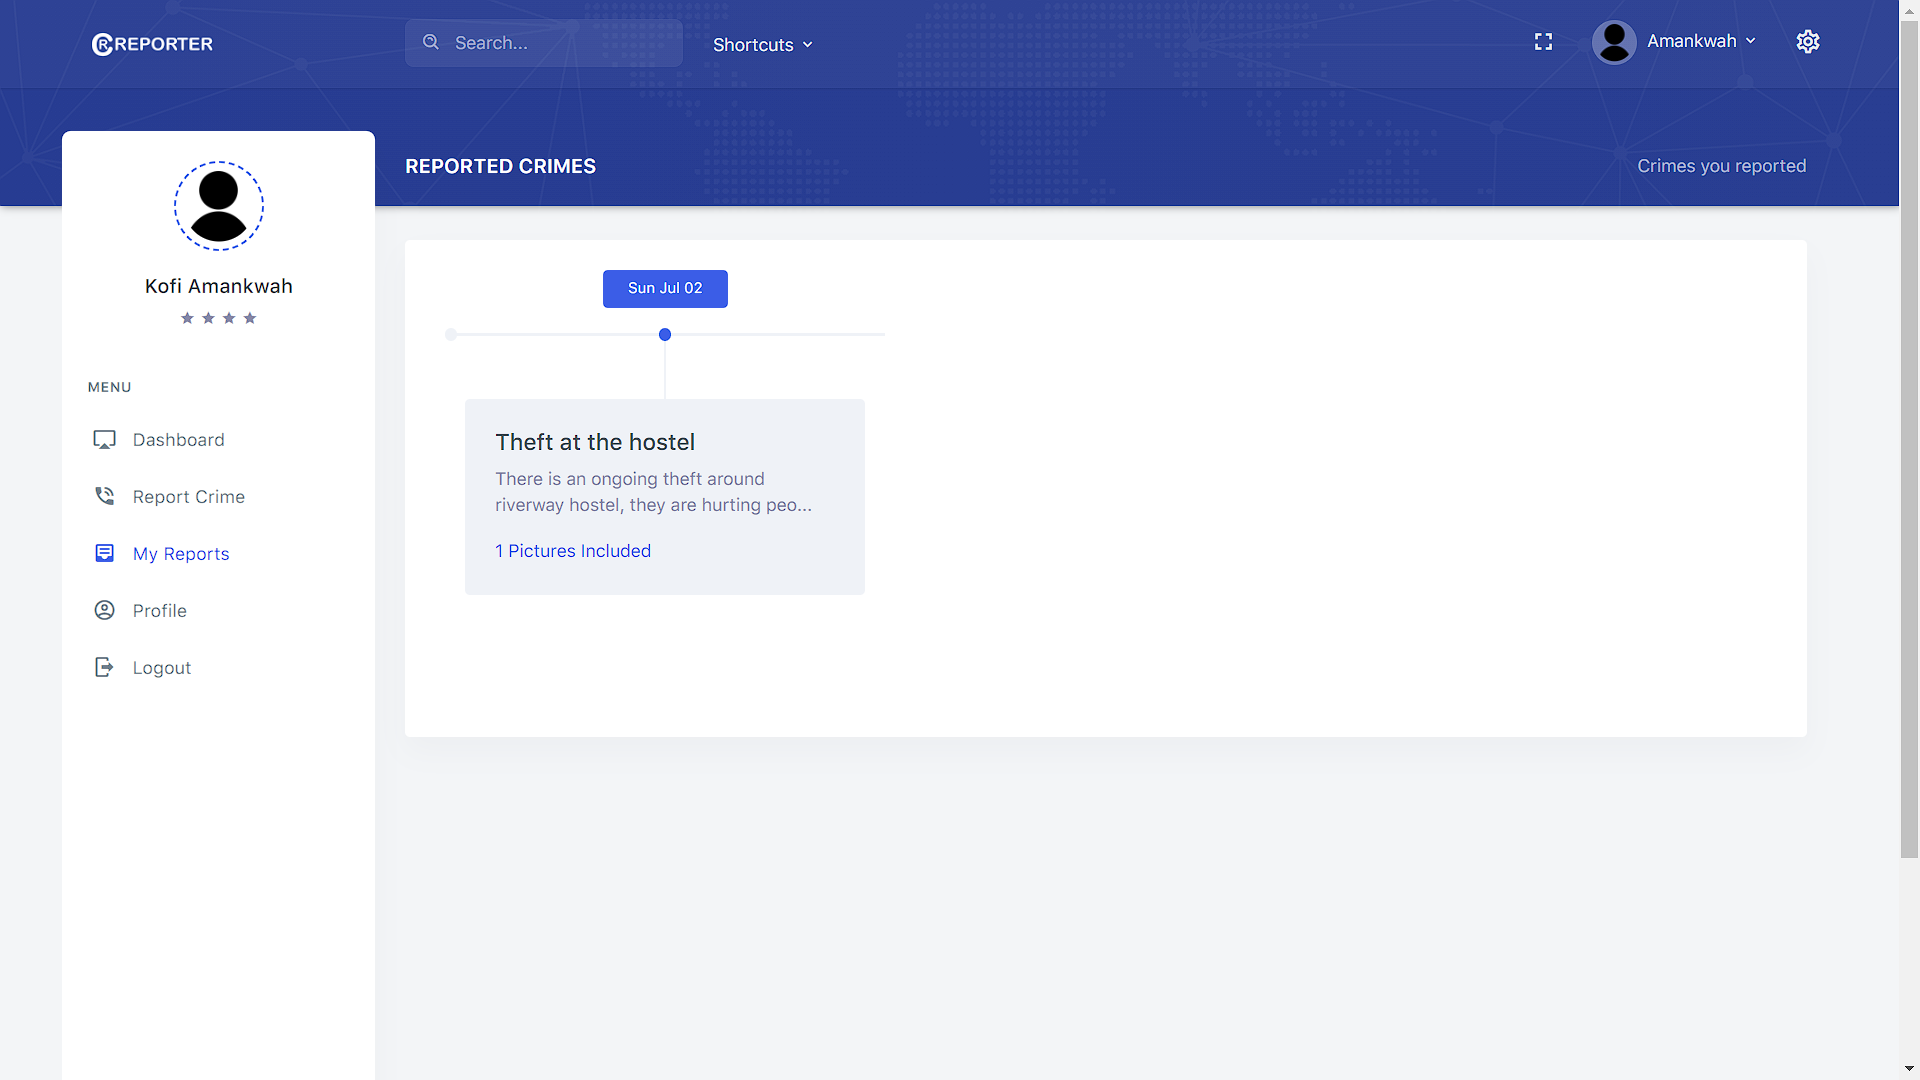 CREPORTER
Search...
Shortcuts
Amankwah
REPORTED CRIMES
Crimes you reported
Kofi Amankwah
MENU
Dashboard
Report Crime
My Reports
Profile
Logout
Sun Jul 02
Theft at the hostel
There is an ongoing theft around
riverway hostel, they are hurting peo...
1 Pictures Included